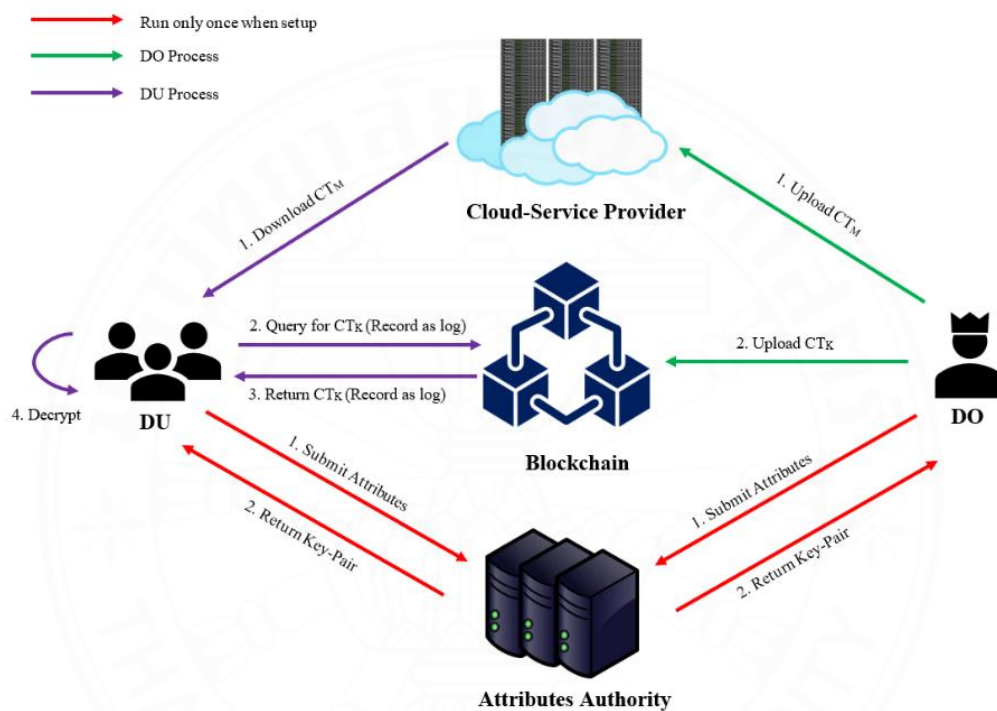 Run only once when setup
DO Process
DU Process
Cloud-Service Provider
1. Download CTM
1. Upload CTM
2. Query for CTK (Record as log)
2. Upload CTK
3. Return CTK (Record as log)
4. Decrypt
DU
DO
Blockchain
1. Submit Attributes
2. Return Key-Pair
1. Submit Attributes
2. Return Key-Pair
Attributes Authority